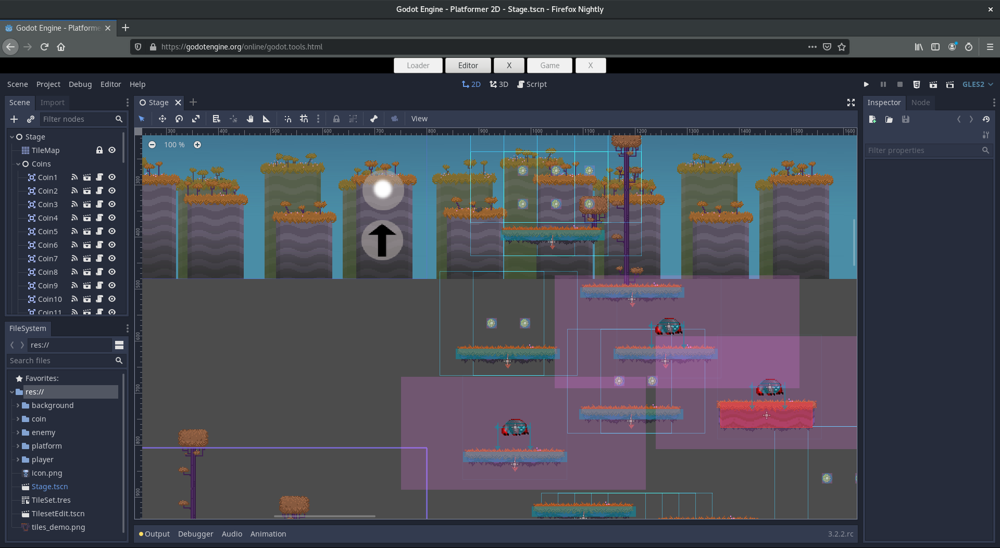 Godot Engine - Platformer 2D - Stage.tscn - Firefox Nightly
Godot Engine - Platforme
https://godotengine.org/online/godot.tools.html
Loader Editor X Game X
Scene Project Debug Editor Help 2D 3D Script GLES2
Scene Import
Stage
Inspector Node
Filter nodes
View
300 400 500 600 700 800 900 1000 1100 1200 1300 1400 1500 1600
Stage
TileMap
100 %
Filter properties
Coins
Coin1
300
Coin2
Coin3
Coin4
400
Coin5
Coin6
Coin7
Coin8
Coin9
500
Coin10
Coin11
FileSystem
600
res://
Search files
Favorites:
700
res://
background
coin
enemy
800
platform
player
icon.png
Stage.tscn
900
TileSet.tres
TilesetEdit.tscn
tiles_demo.png
Output Debugger Audio Animation 3.2.2.rc